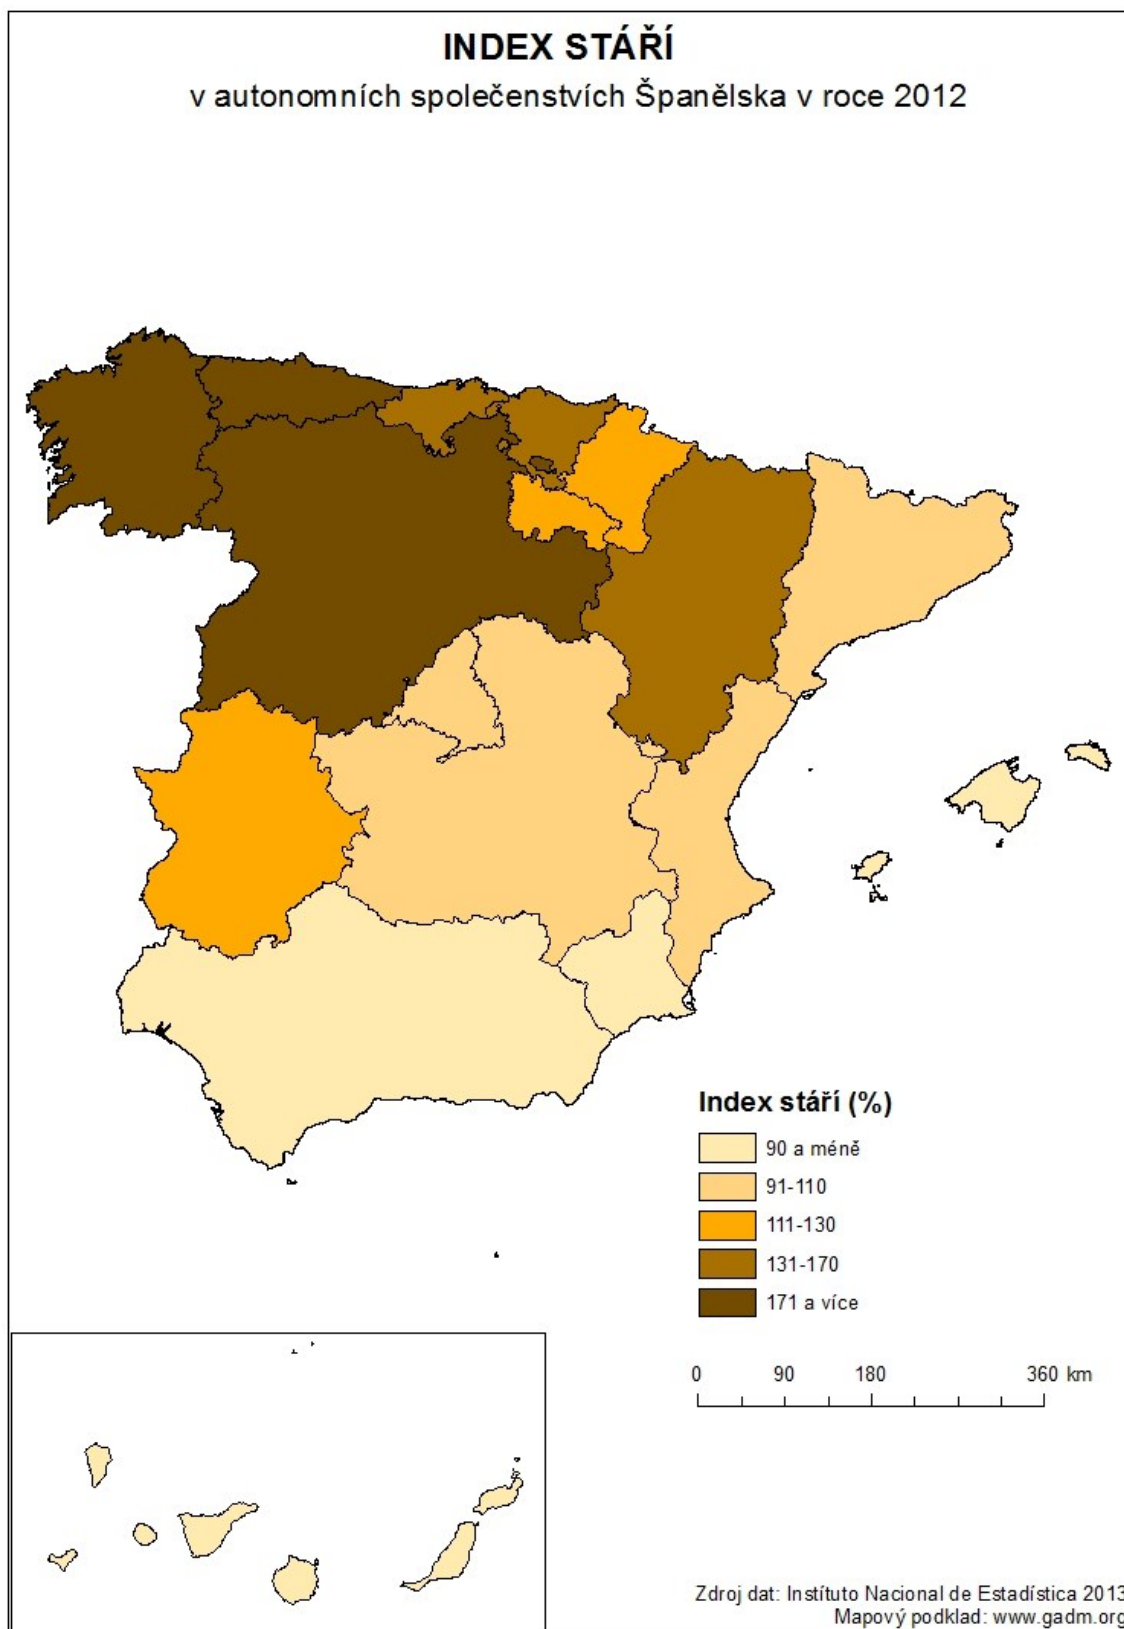 INDEX STÁŘÍ
v autonomních společenstvích Španělska v roce 2012
Index stáří (%)
90 a méně
91-110
111-130
131-170
171 a více
0 90 180 360 km
Zdroj dat: Instítuto Nacional de Estadística 2013
Mapový podklad: www.gadm.org